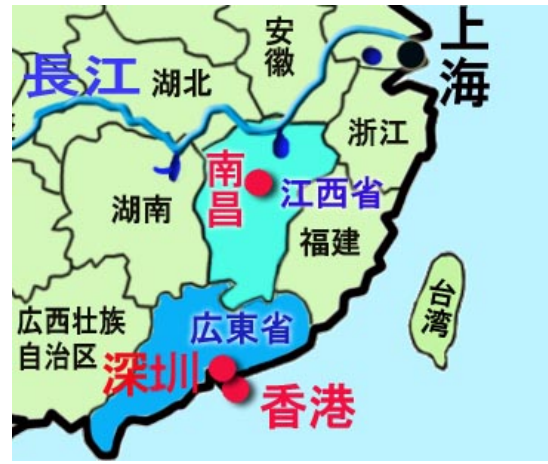 安徽
上海
長江
湖北
浙江
南昌
江西省
湖南
福建
台湾
広西壮族
自治区
広東省
深圳
香港